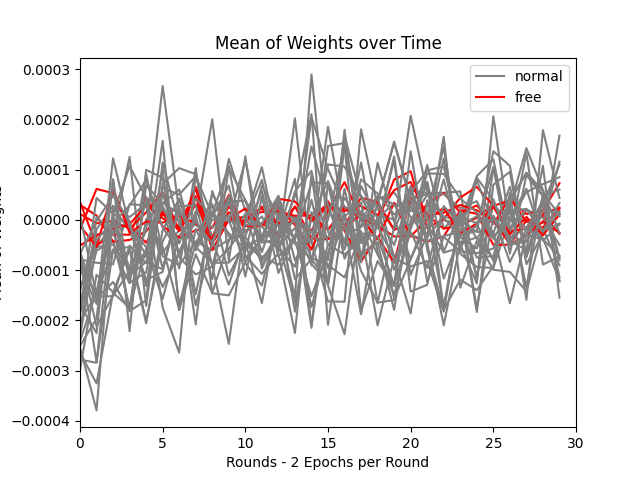 Mean of Weights over Time
normal
free
0.0003
0.0002
0.0001
0.0000
−0.0001
−0.0002
−0.0003
−0.0004
0 5 10 15 20 25 30
Rounds - 2 Epochs per Round